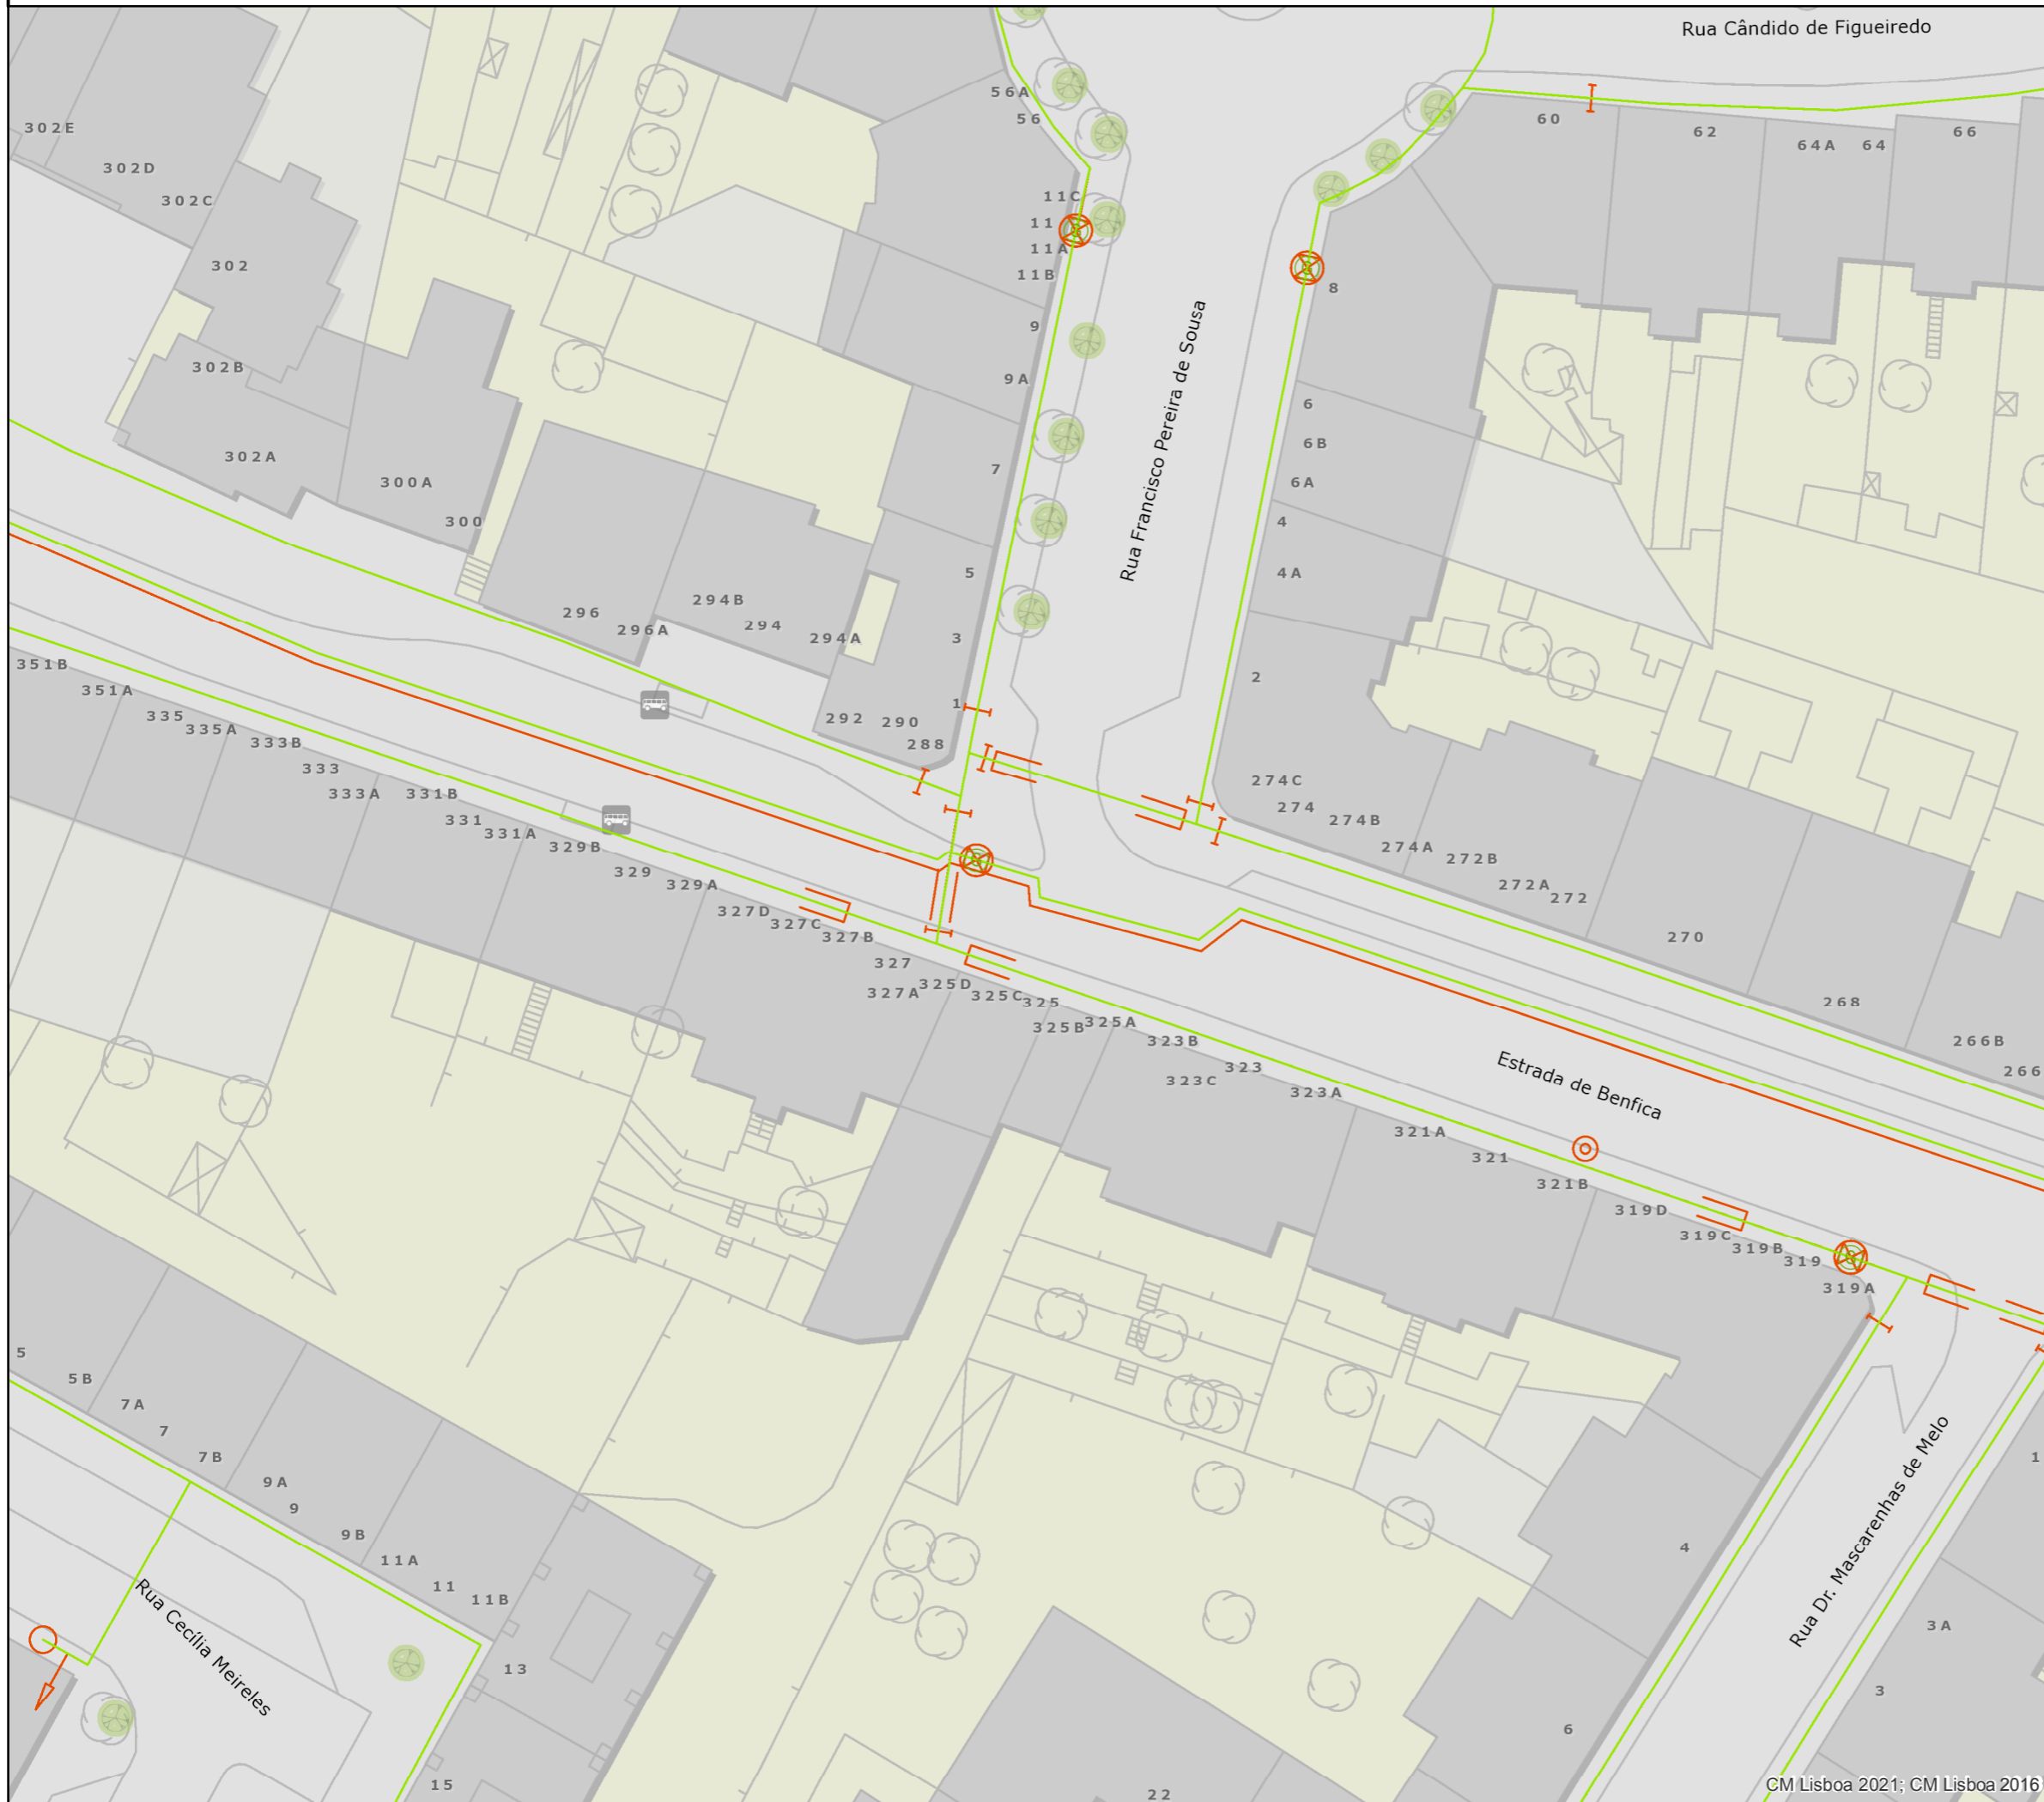 Rua Cândido de Figueiredo
56A
56
60
62
64A
64
66
302E
302D
302C
302
302B
302A
300A
300
11C
11
11A
11B
9
9A
7
5
3
1
8
6
6B
6A
4
4A
2
Rua Francisco Pereira de Sousa
296
296A
294B
294
294A
292
290
288
274C
274
274B
274A
272B
272A
272
270
268
266B
266
351B
351A
335
335A
333B
333
333A
331B
331
331A
329B
329
329A
327D
327C
327B
327
327A
325D
325C
325
325B
325A
323B
323
323C
323A
321A
321
321B
319D
319C
319B
319
319A
Estrada de Benfica
5
5B
7A
7
7B
9A
9
9B
11A
11
11B
13
15
Rua Cecília Meireles
22
4
6
1
3A
3
Rua Dr. Mascarenhas de Melo
CM Lisboa 2021; CM Lisboa 2016